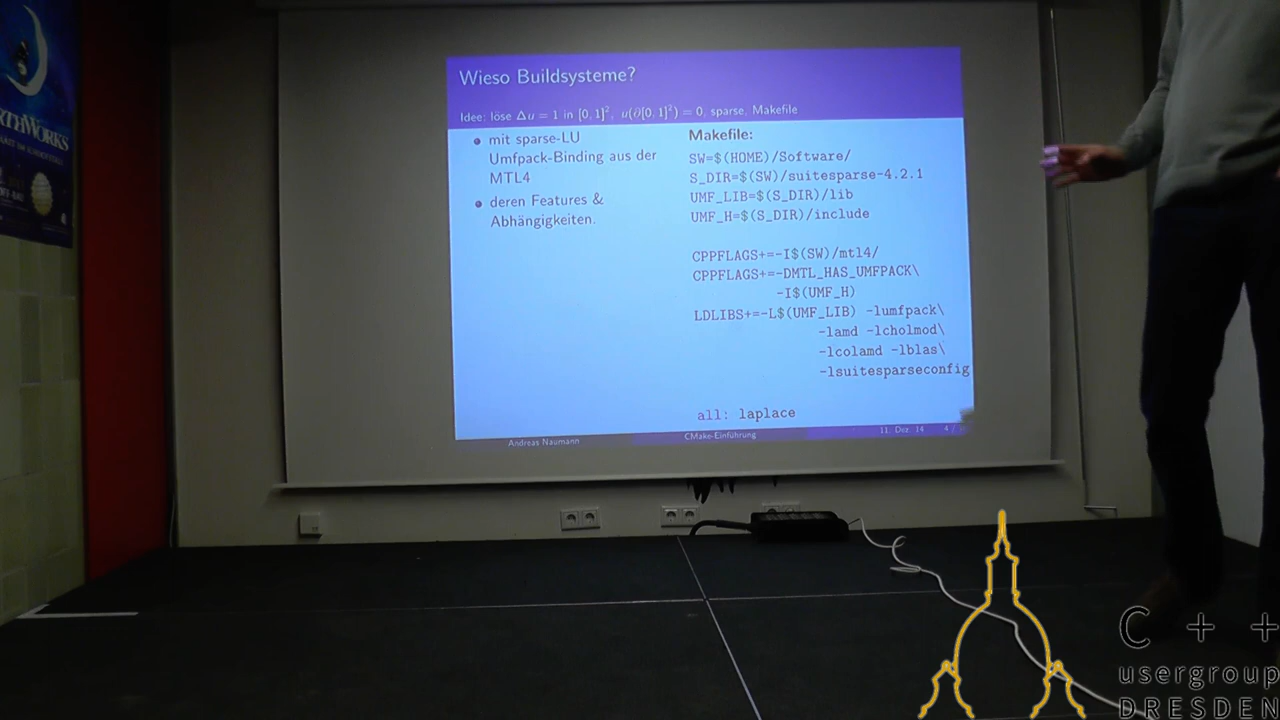 RTHWORKS
Wieso Buildsysteme?
Idee: löse Δu = 1 in [0, 1]², u(∂[0, 1]²) = 0, sparse, Makefile
• mit sparse-LU
Umfpack-Binding aus der
MTL4
• deren Features &
Abhängigkeiten.
Makefile:
SW=$(HOME)/Software/
S_DIR=$(SW)/suitesparse-4.2.1
UMF_LIB=$(S_DIR)/lib
UMF_H=$(S_DIR)/include
CPPFLAGS+=-I$(SW)/mtl4/
CPPFLAGS+=-DMTL_HAS_UMFPACK\
-I$(UMF_H)
LDLIBS+=-L$(UMF_LIB) -lumfpack\
-lamd -lcholmod\
-lcolamd -lblas\
-lsuitesparseconfig
all: laplace
Andreas Naumann CMake-Einführung 11. Dez. 14 4 /
C + +
usergroup
DRESDEN